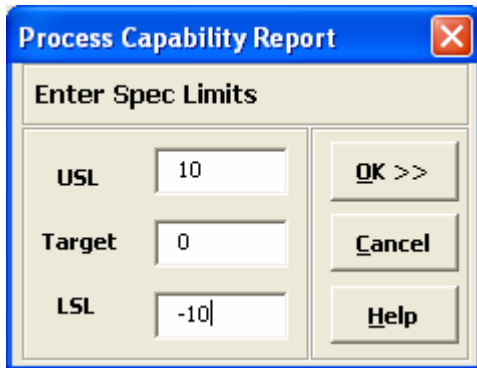 Process Capability Report
Enter Spec Limits
USL 10 OK >>
Target 0 Cancel
LSL -10 Help